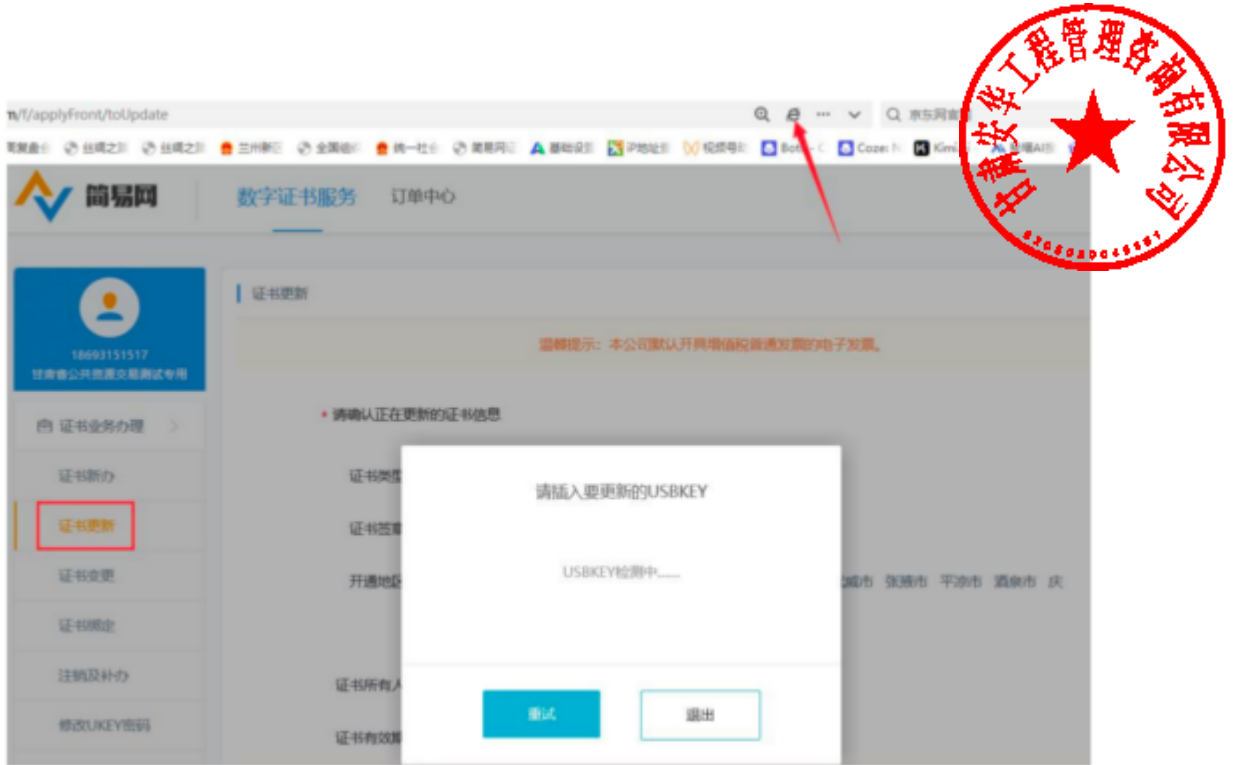 甘肃安华工程管理咨询有限公司
/f/applyFront/toUpdate
简易网
数字证书服务 订单中心
18693151517
甘肃省公共资源交易测试专用
证书更新
温馨提示:本公司默认开具增值税普通发票的电子发票。
* 请确认正在更新的证书信息
证书业务办理
证书新办
证书更新
证书变更
证书绑定
注销及补办
修改UKEY密码
证书类型
开通地区
张掖市 平凉市 酒泉市 庆
证书所有人
证书有效期
请插入要更新的USBKEY
USBKEY检测中......
重试 退出